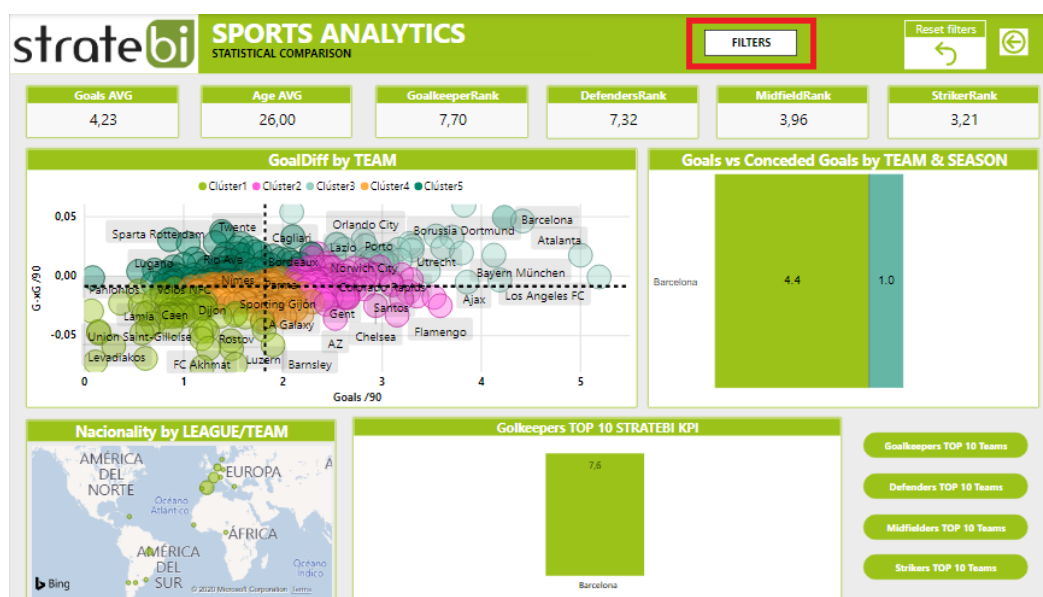 stratebi
SPORTS ANALYTICS
STATISTICAL COMPARISON
FILTERS
Reset filters
Goals AVG
4,23
Age AVG
26,00
GoalkeeperRank
7,70
DefendersRank
7,32
MidfieldRank
3,96
StrikerRank
3,21
GoalDiff by TEAM
Clúster1 Clúster2 Clúster3 Clúster4 Clúster5
0,05
0,00
-0,05
G-xG /90
Sparta Rotterdam
Twente
Cagliari
Orlando City
Borussia Dortmund
Barcelona
Lugano
Rio Ave
Bordeaux
Lazio
Porto
Utrecht
Atalanta
Panionios
Volos NFC
Nîmes
Parma
Norwich City
Colorado Rapids
Bayern München
Lamia
Caen
Dijon
Sporting Gijón
Gent
Santos
Ajax
Los Angeles FC
Union Saint-Gilloise
Rostov
LA Galaxy
AZ
Chelsea
Flamengo
Levadiakos
FC Akhmat
Luzern
Barnsley
0 1 2 3 4 5
Goals /90
Goals vs Conceded Goals by TEAM & SEASON
Barcelona
4.4
1.0
Nacionality by LEAGUE/TEAM
AMÉRICA
DEL
NORTE
EUROPA
A
Océano
Atlántico
ÁFRICA
AMÉRICA
DEL
SUR
Océano
Índico
Bing
© 2020 Microsoft Corporation Terms
Golkeepers TOP 10 STRATEBI KPI
7,6
Barcelona
Goalkeepers TOP 10 Teams
Defenders TOP 10 Teams
Midfielders TOP 10 Teams
Strikers TOP 10 Teams